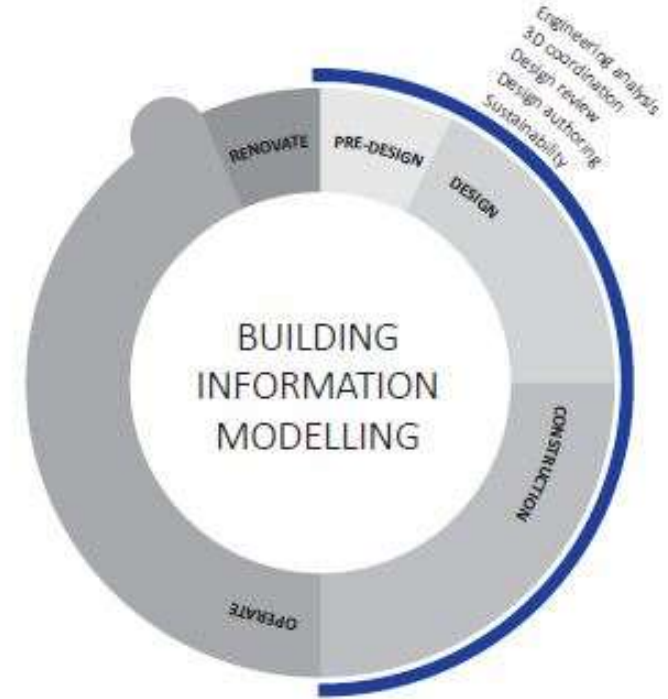 Engineering analysis
3D coordination
Design review
Design authoring
Sustainability
RENOVATE
PRE-DESIGN
DESIGN
BUILDING
INFORMATION
MODELLING
CONSTRUCTION
OPERATE